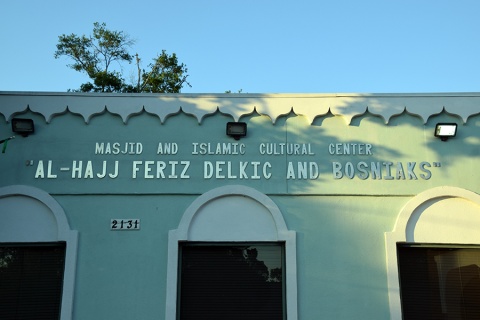 MASJID AND ISLAMIC CULTURAL CENTER
"AL-HAJJ FERIZ DELKIC AND BOSNIAKS"
2131